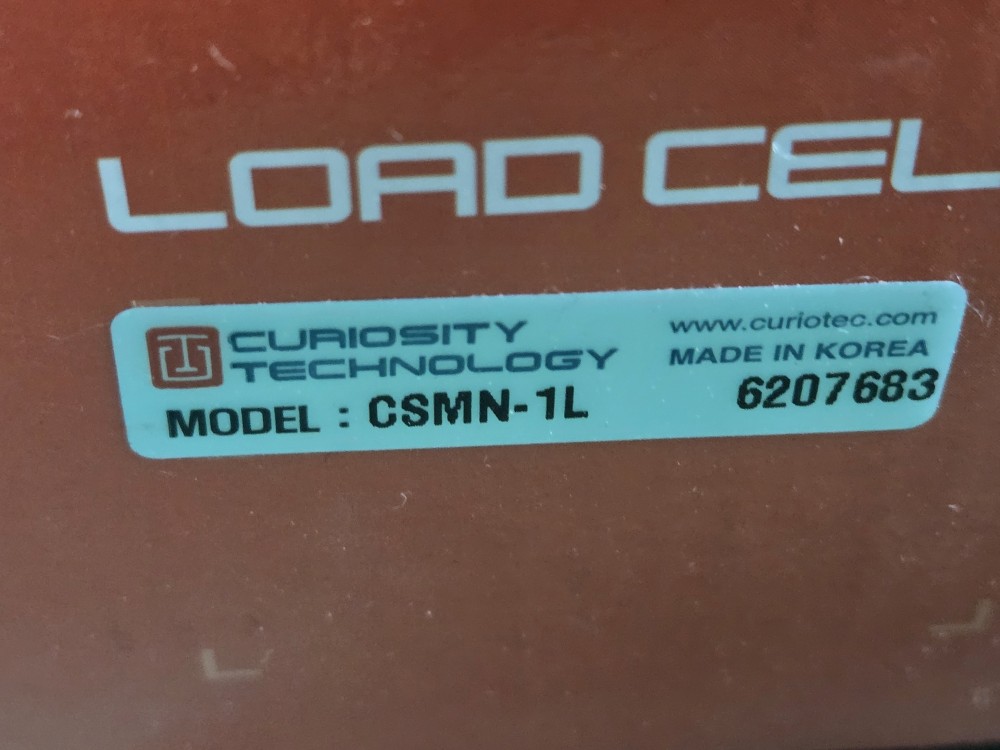 LOAD CEL
CURIOSITY
TECHNOLOGY
MODEL : CSMN-1L
www.curiotec.com
MADE IN KOREA
6207683